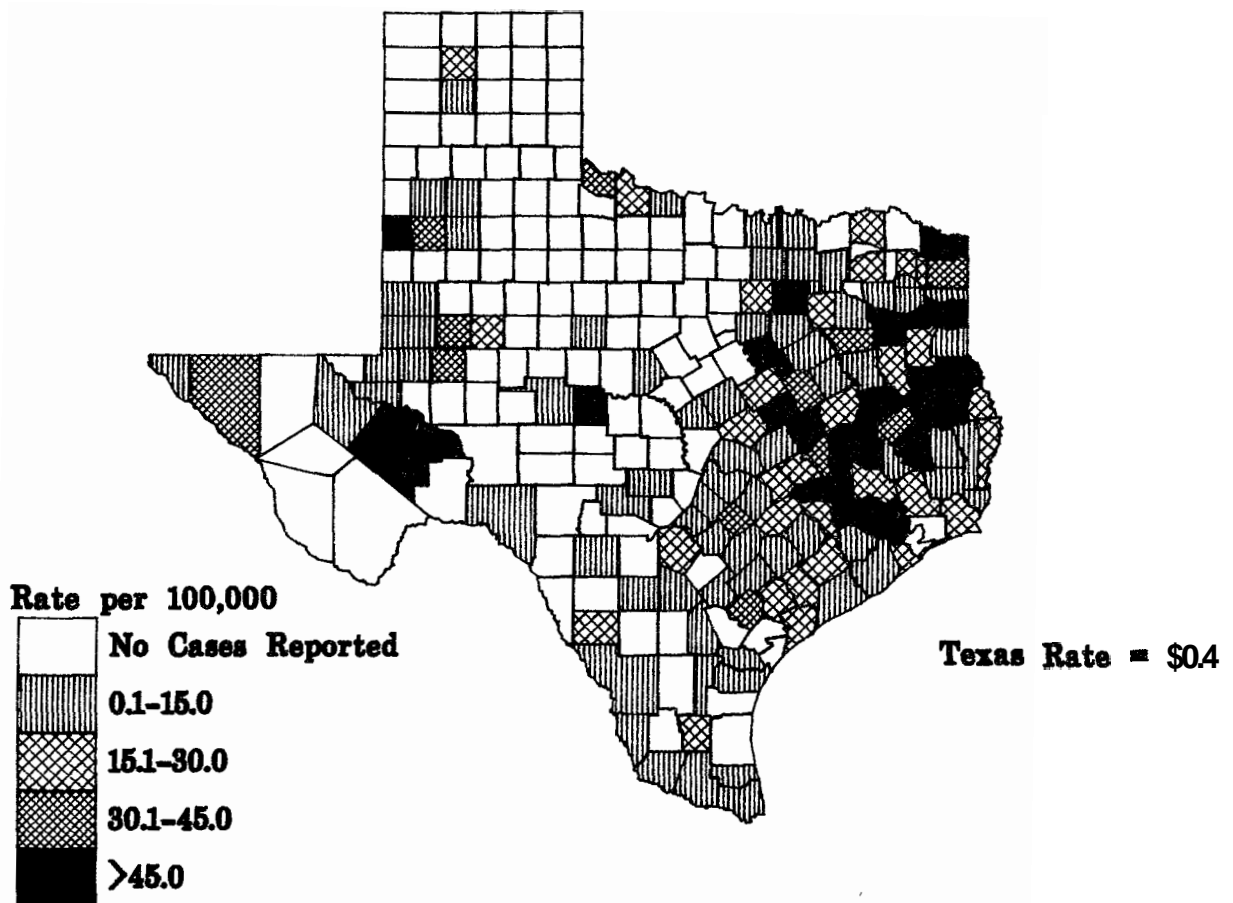 Rate per 100,000
No Cases Reported
0.1-15.0
15.1-30.0
30.1-45.0
>45.0
Texas Rate = $0.4